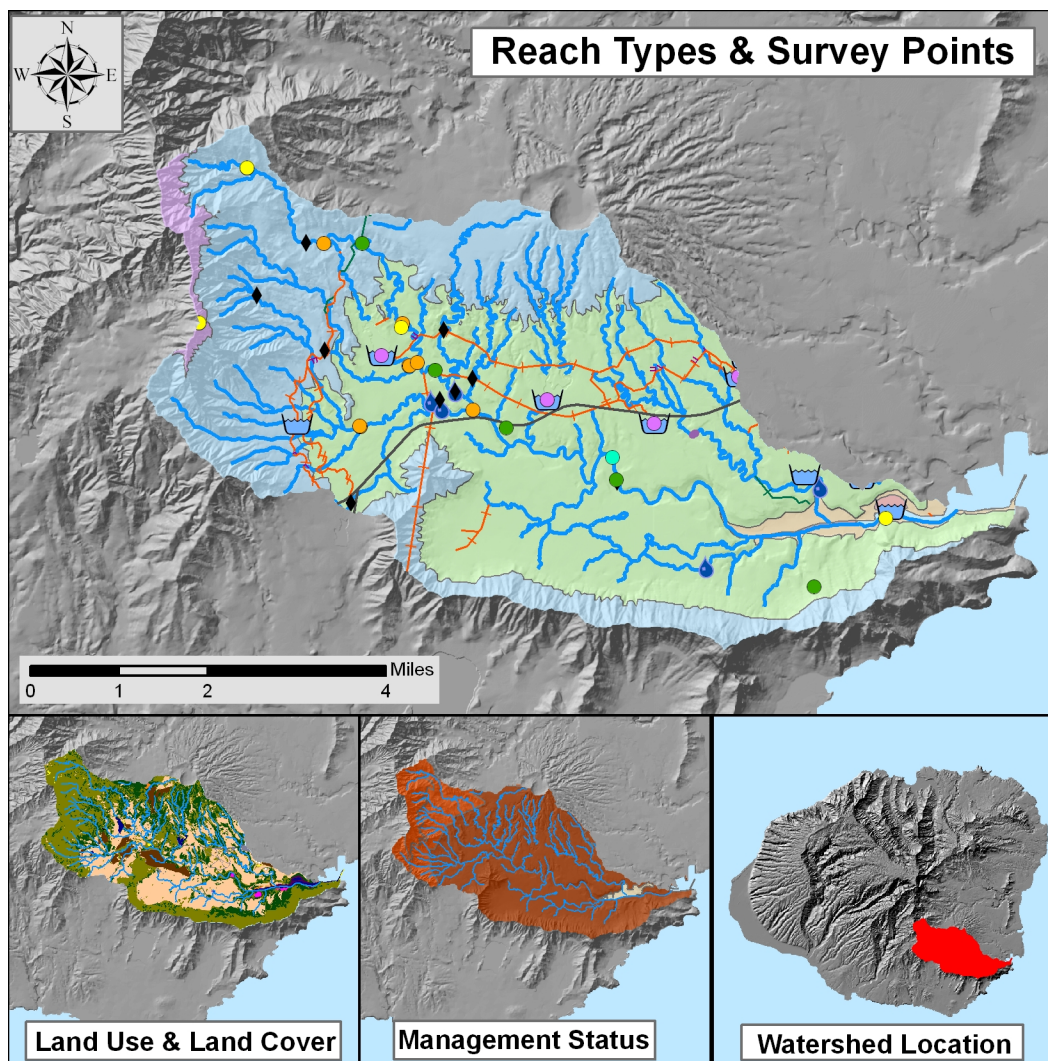 Reach Types & Survey Points
N
W E
S
Miles
0 1 2 4
Land Use & Land Cover
Management Status
Watershed Location